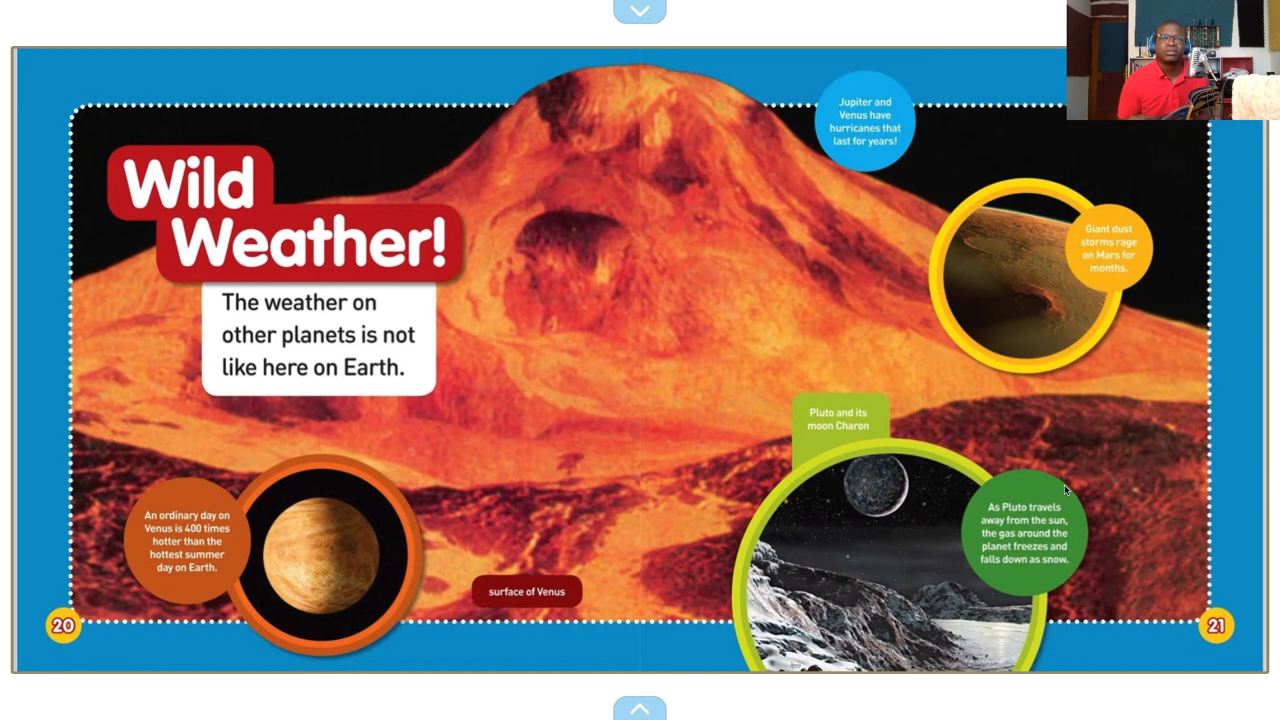 Wild
Weather!
The weather on
other planets is not
like here on Earth.
Jupiter and
Venus have
hurricanes that
last for years!
Giant dust
storms rage
on Mars for
months.
Pluto and its
moon Charon
As Pluto travels
away from the sun,
the gas around the
planet freezes and
falls down as snow.
An ordinary day on
Venus is 400 times
hotter than the
hottest summer
day on Earth.
surface of Venus
20
21